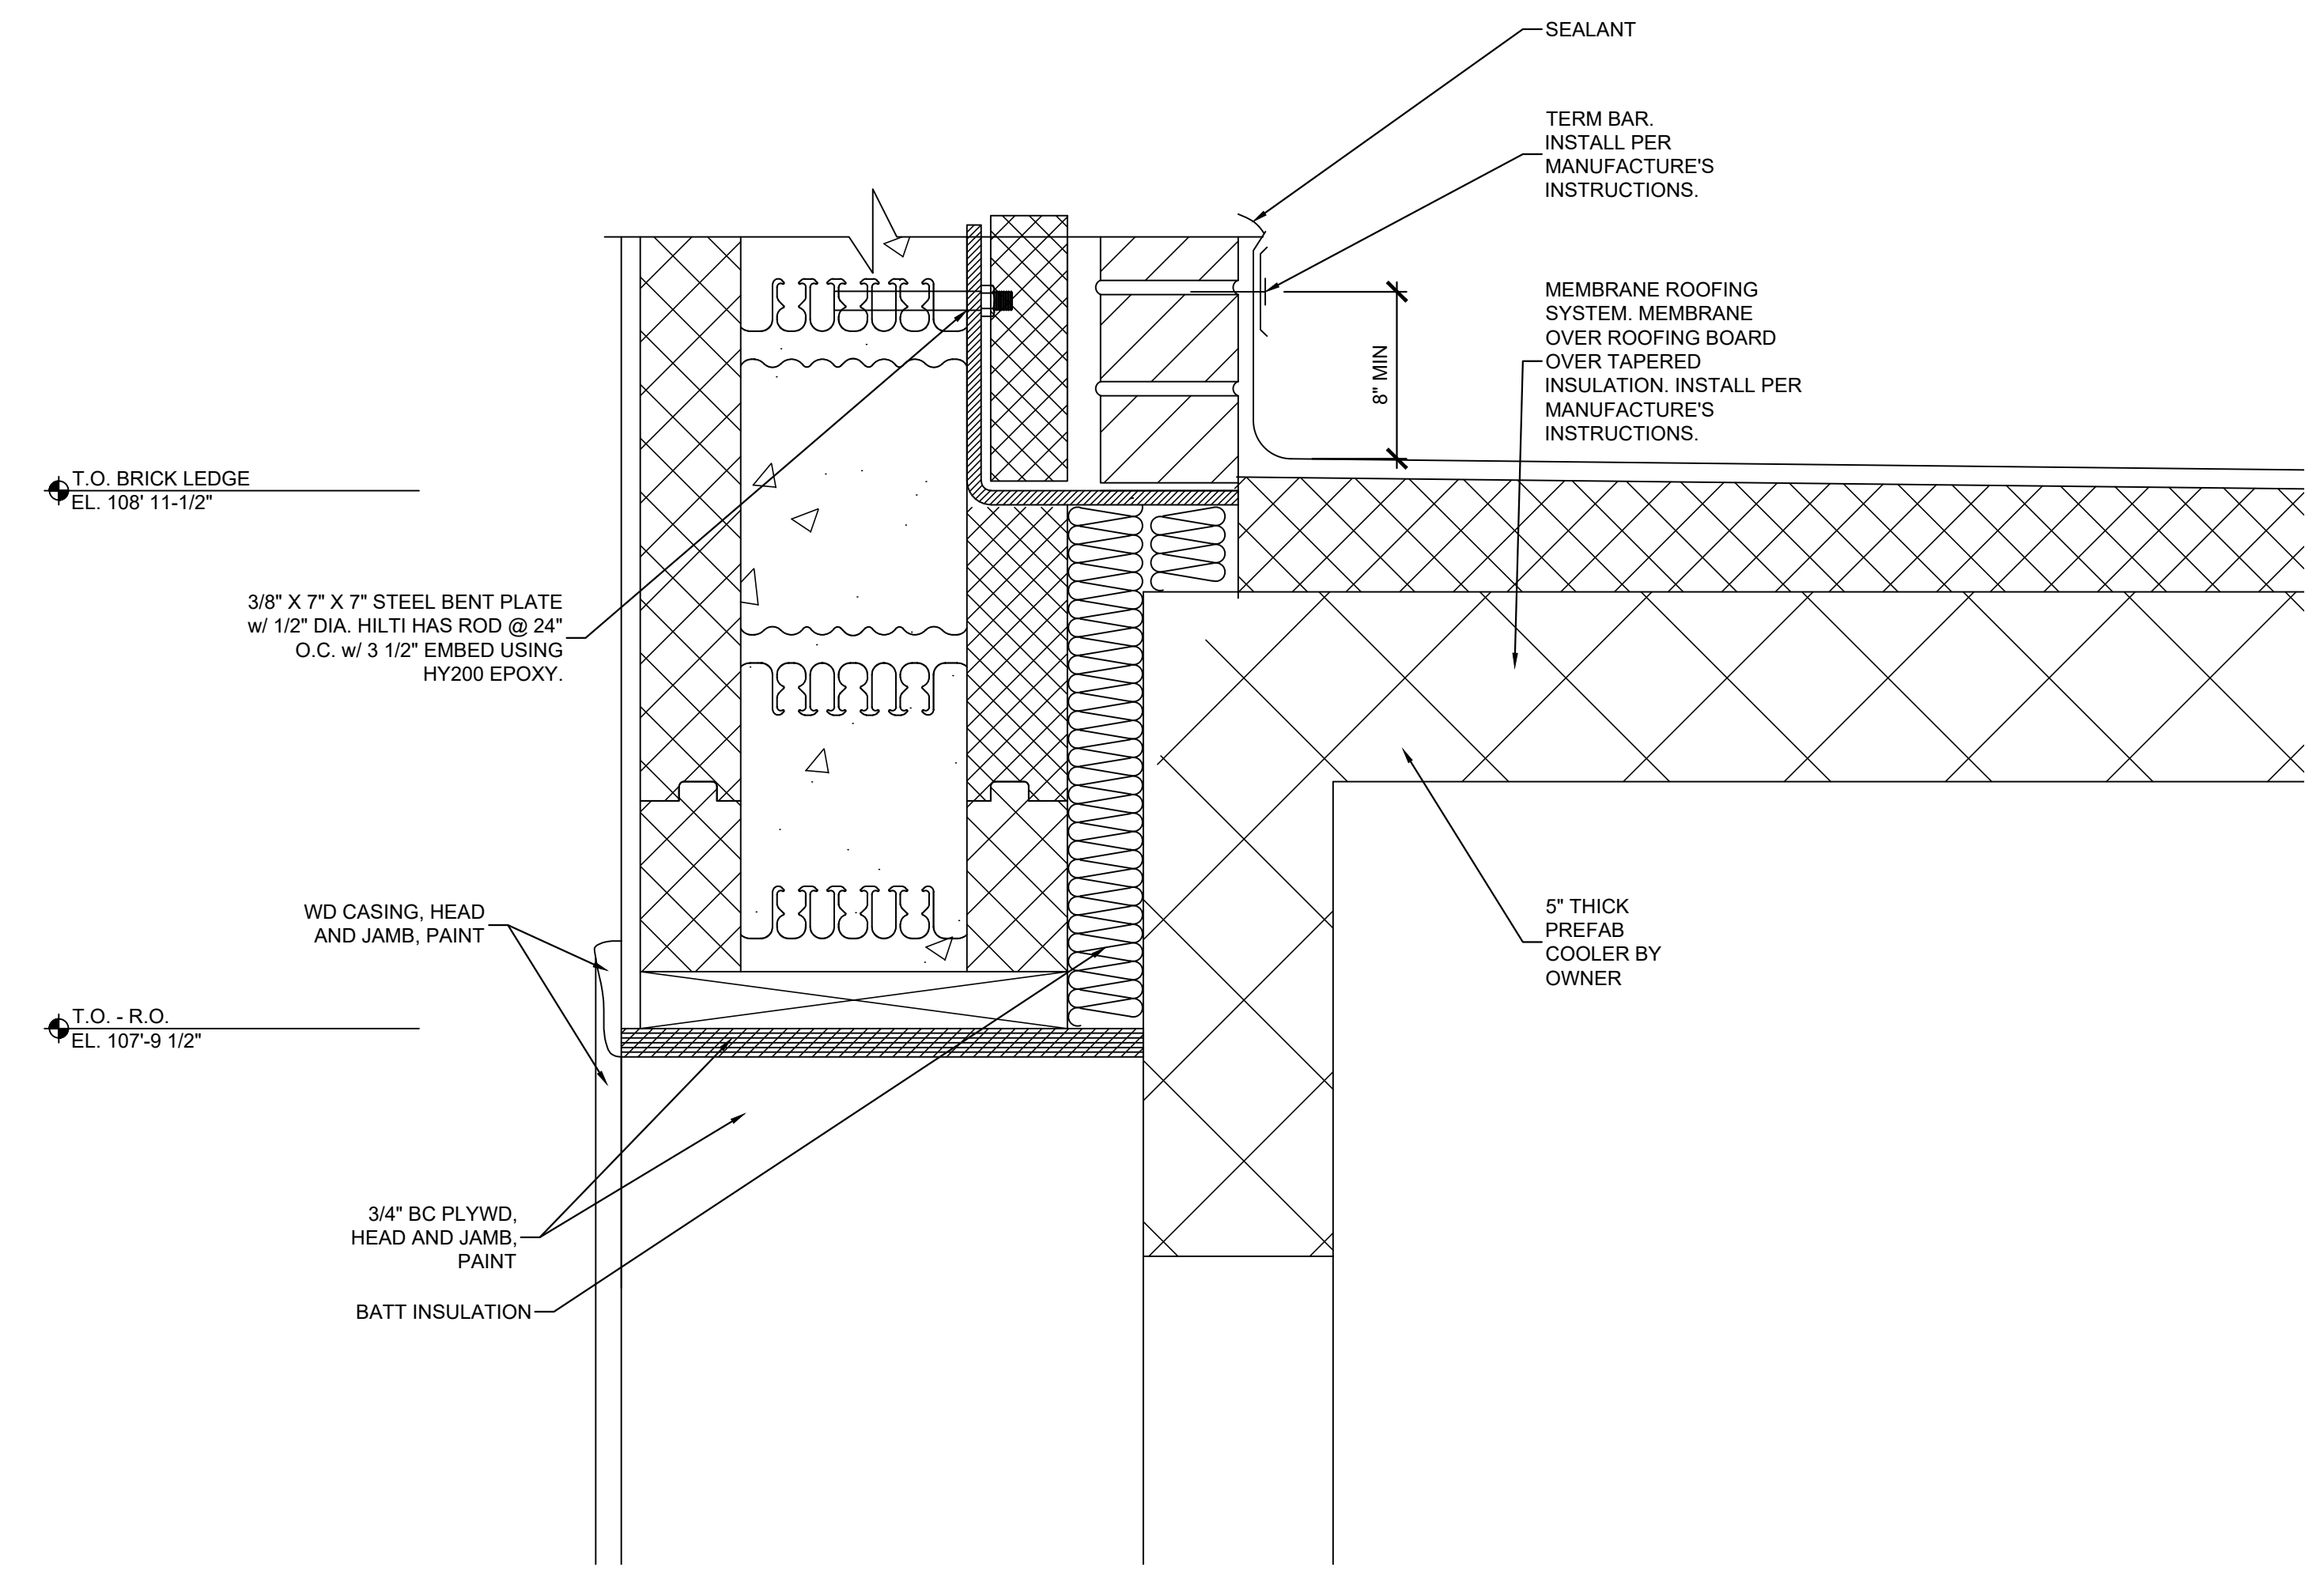 SEALANT
TERM BAR.
INSTALL PER
MANUFACTURE'S
INSTRUCTIONS.
MEMBRANE ROOFING
SYSTEM. MEMBRANE
OVER ROOFING BOARD
OVER TAPERED
INSULATION. INSTALL PER
MANUFACTURE'S
INSTRUCTIONS.
8" MIN
T.O. BRICK LEDGE
EL. 108' 11-1/2"
3/8" X 7" X 7" STEEL BENT PLATE
w/ 1/2" DIA. HILTI HAS ROD @ 24"
O.C. w/ 3 1/2" EMBED USING
HY200 EPOXY.
WD CASING, HEAD
AND JAMB, PAINT
5" THICK
PREFAB
COOLER BY
OWNER
T.O. - R.O.
EL. 107'-9 1/2"
3/4" BC PLYWD,
HEAD AND JAMB,
PAINT
BATT INSULATION